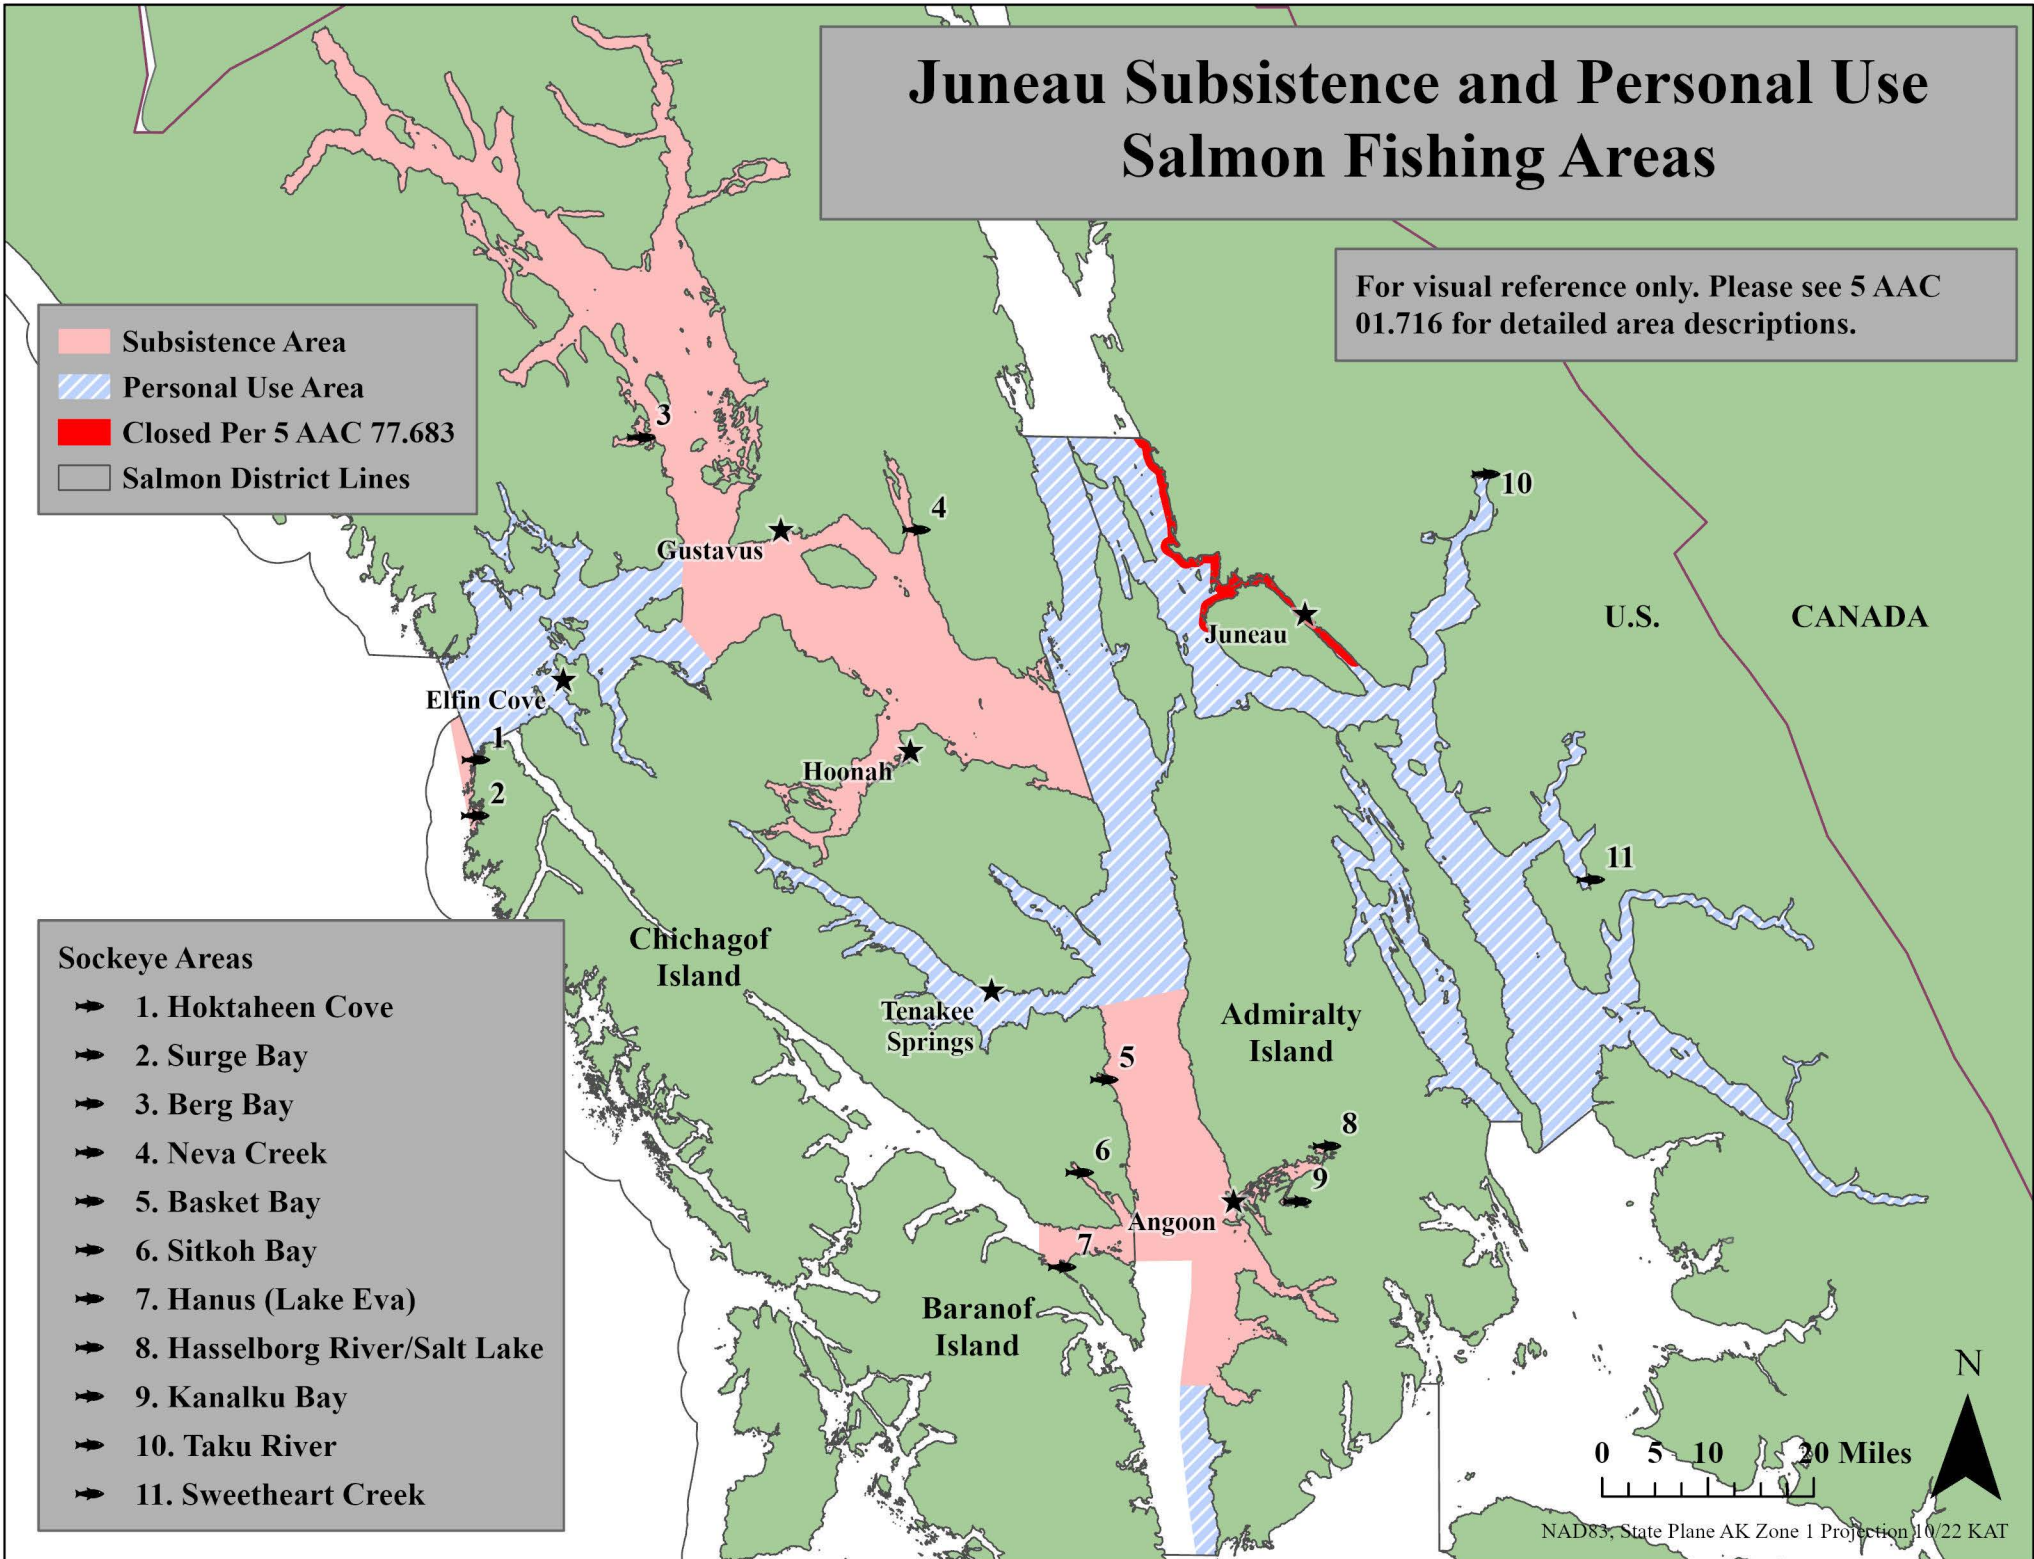 Juneau Subsistence and Personal Use
Salmon Fishing Areas
For visual reference only. Please see 5 AAC
01.716 for detailed area descriptions.
Subsistence Area
Personal Use Area
Closed Per 5 AAC 77.683
Salmon District Lines
3
4
10
Gustavus
Juneau
U.S.
CANADA
Elfin Cove
1
Hoonah
2
11
Chichagof
Island
Tenakee
Springs
Admiralty
Island
5
8
6
9
Angoon
7
Baranof
Island
Sockeye Areas
1. Hoktaheen Cove
2. Surge Bay
3. Berg Bay
4. Neva Creek
5. Basket Bay
6. Sitkoh Bay
7. Hanus (Lake Eva)
8. Hasselborg River/Salt Lake
9. Kanalku Bay
10. Taku River
11. Sweetheart Creek
N
0 5 10 20 Miles
NAD83, State Plane AK Zone 1 Projection 10/22 KAT